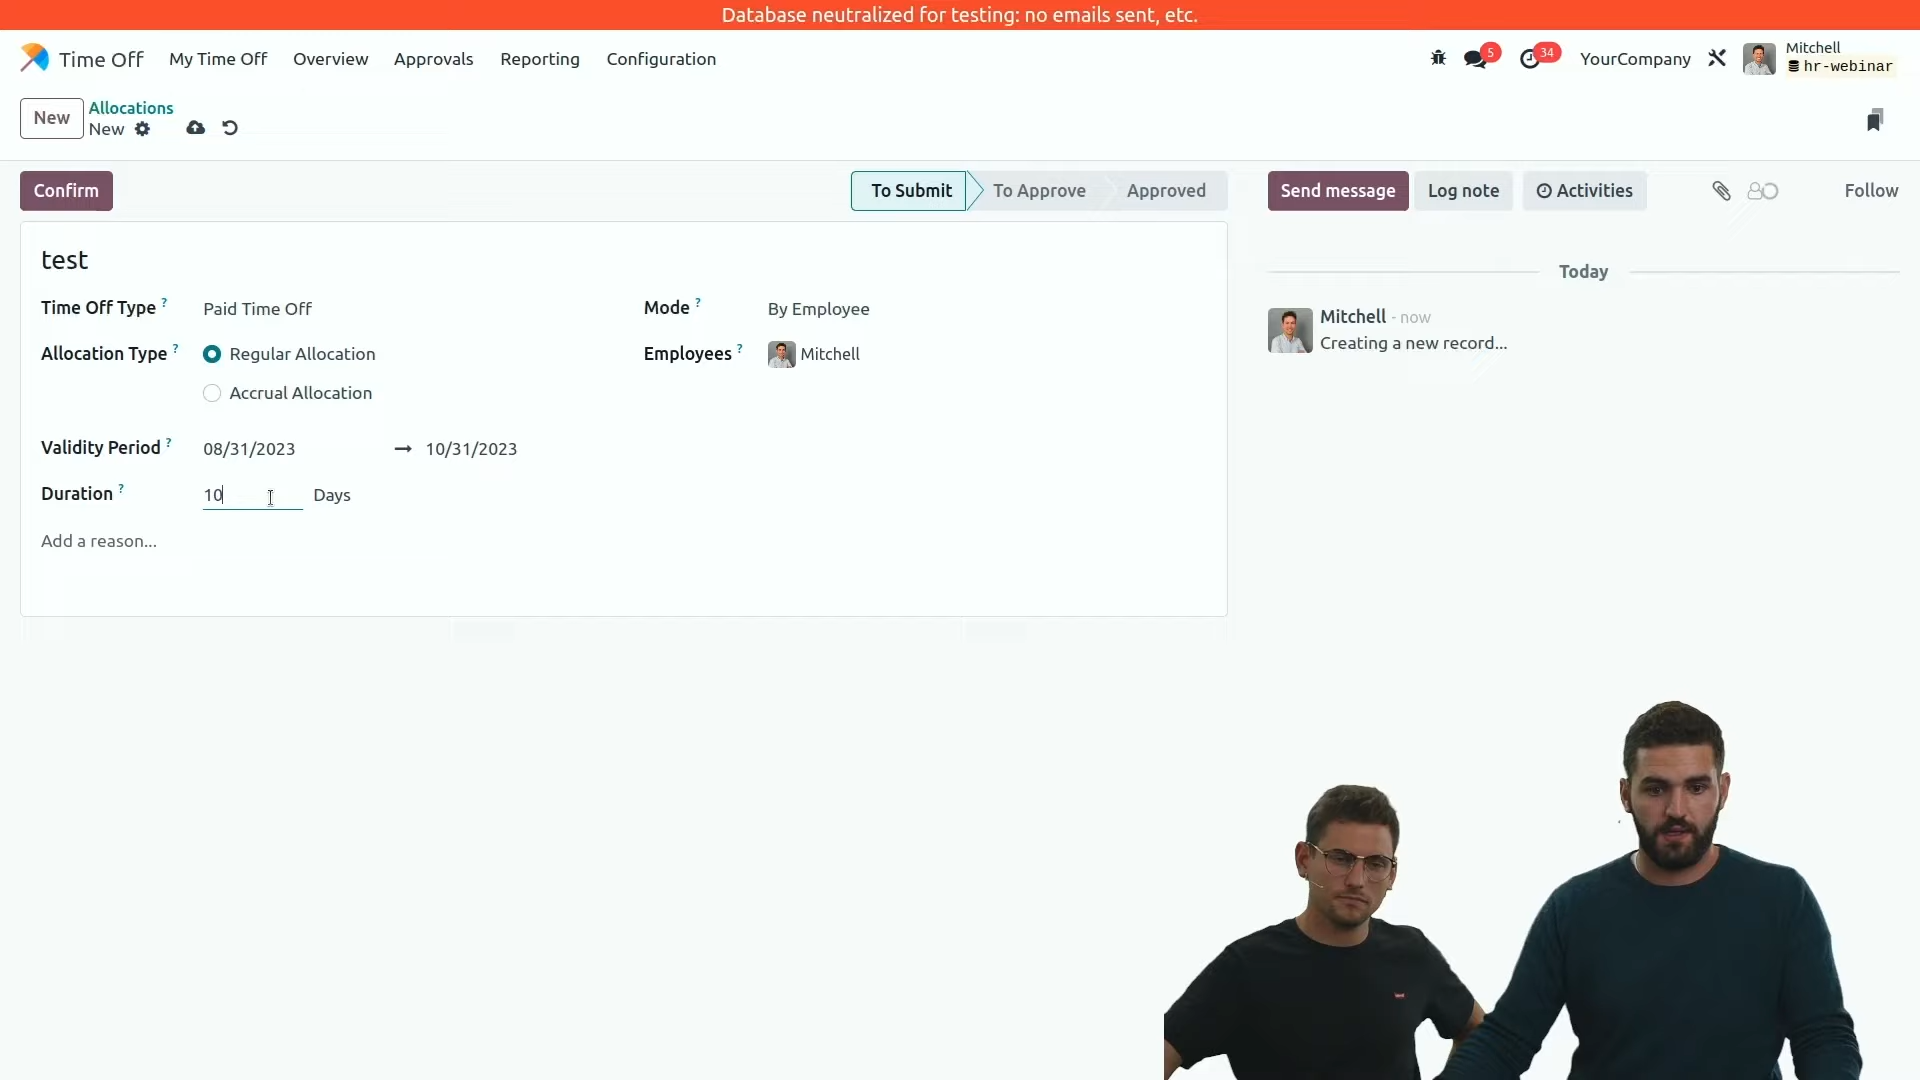 Database neutralized for testing: no emails sent, etc.
Time Off My Time Off Overview Approvals Reporting Configuration 5 34 YourCompany Mitchell
hr-webinar
New Allocations
New
Confirm To Submit To Approve Approved Send message Log note Activities Follow
test
Today
Time Off Type ? Paid Time Off Mode ? By Employee
Mitchell - now
Creating a new record...
Allocation Type ? Regular Allocation Employees ? Mitchell
Accrual Allocation
Validity Period ? 08/31/2023 → 10/31/2023
Duration ? 10 Days
Add a reason...